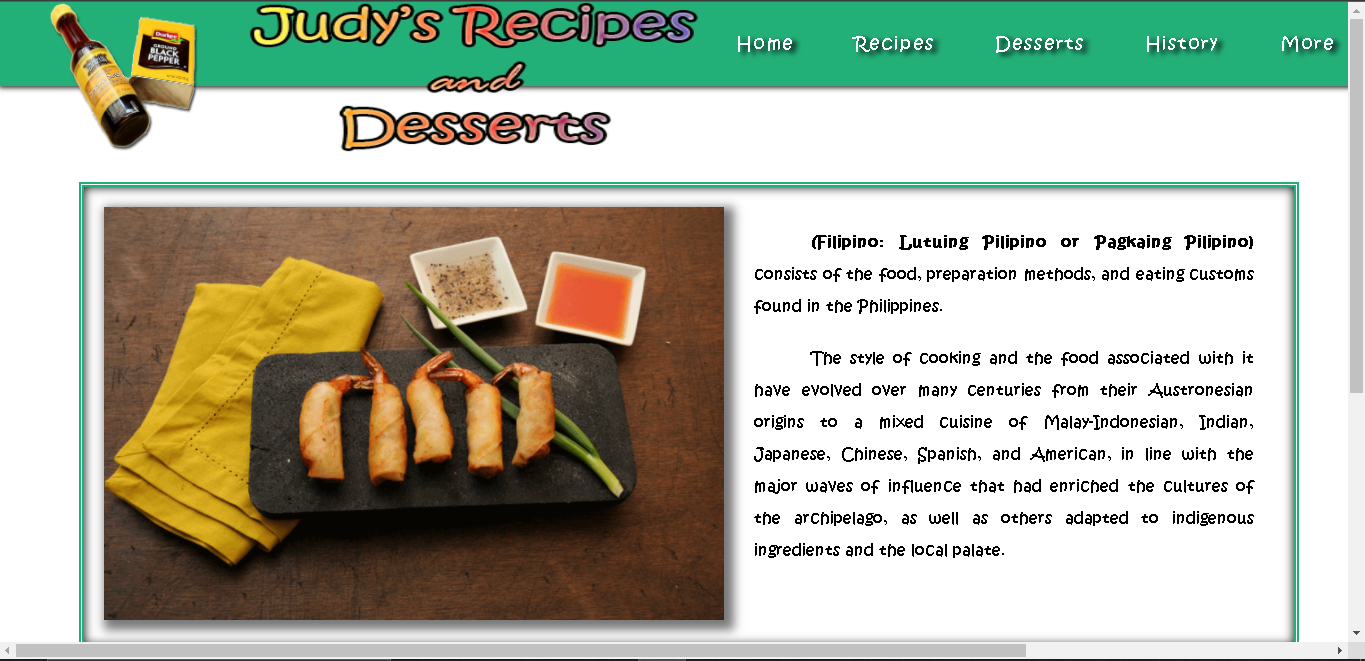 Judy's Recipes
and
Desserts
Home Recipes Desserts History More
Durkee
GROUND
BLACK
PEPPER
(Filipino: Lutuing Pilipino or Pagkaing Pilipino)
consists of the food, preparation methods, and eating customs
found in the Philippines.
The style of cooking and the food associated with it
have evolved over many centuries from their Austronesian
origins to a mixed cuisine of Malay-Indonesian, Indian,
Japanese, Chinese, Spanish, and American, in line with the
major waves of influence that had enriched the cultures of
the archipelago, as well as others adapted to indigenous
ingredients and the local palate.